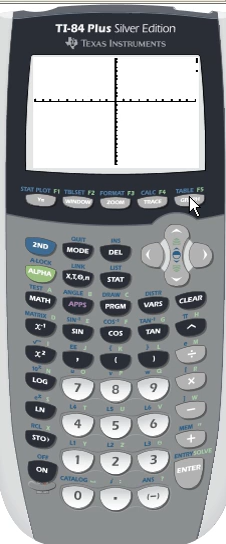 TI-84 Plus Silver Edition
TEXAS INSTRUMENTS
STAT PLOT F1 TBLSET F2 FORMAT F3 CALC F4 TABLE F5
Y= WINDOW ZOOM TRACE GRAPH
QUIT INS
2ND MODE DEL
A-LOCK LINK LIST
ALPHA X,T,Θ,n STAT
TEST A ANGLE B DRAW C DISTR
MATH APPS PRGM VARS CLEAR
MATRIX D SIN⁻¹ E COS⁻¹ F TAN⁻¹ G π H
X⁻¹ SIN COS TAN ^
√ I EE J { K } L M
X² , ( ) ÷
10ˣ N u O v P w Q R
LOG 7 8 9 ×
eˣ S L4 T L5 U L6 V W
LN 4 5 6 −
RCL X L1 Y L2 Z L3 MEM "
STO› 1 2 3 +
OFF CATALOG i : ANS ? ENTRY SOLVE
ON 0 . (−) ENTER